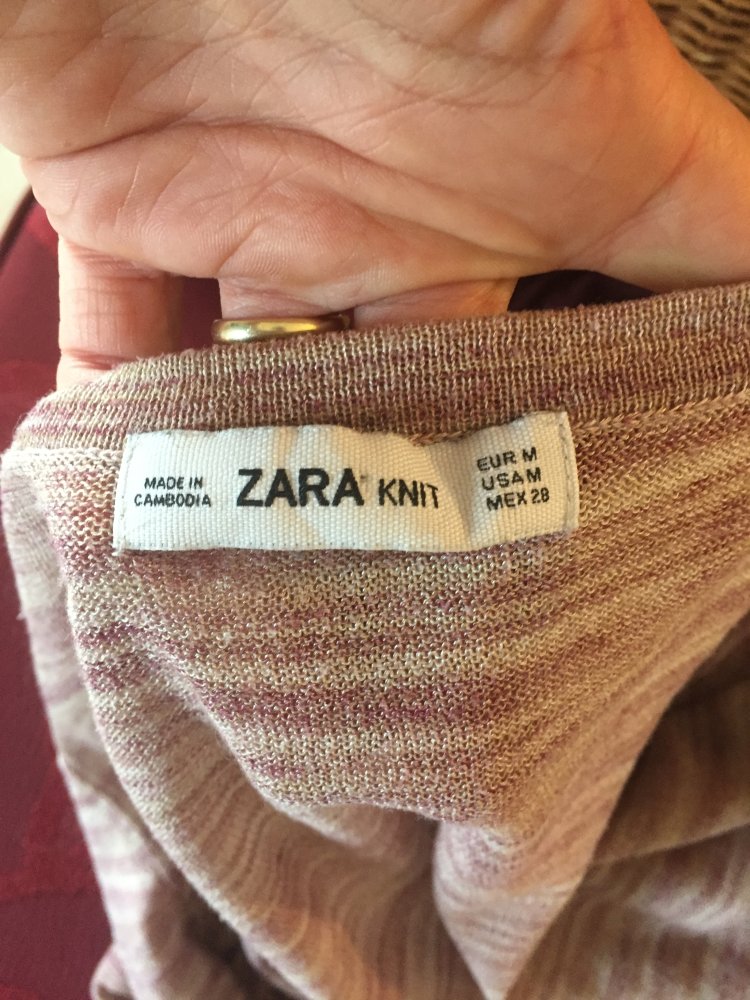 MADE IN
CAMBODIA
ZARA KNIT
EUR M
USA M
MEX 28